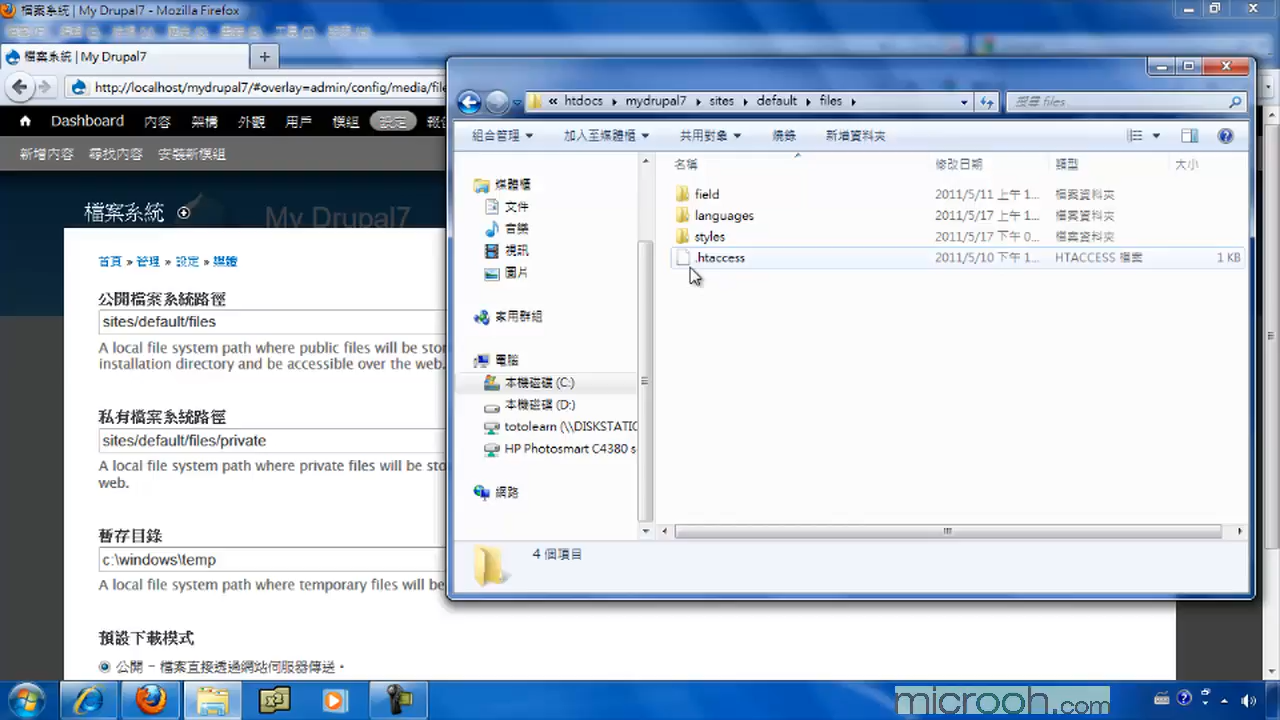 檔案系統 | My Drupal7 - Mozilla Firefox
檔案系統 | My Drupal7
http://localhost/mydrupal7/#overlay=admin/config/media/file
Dashboard 內容 架構 外觀 用戶 模組 設定 報
新增內容 尋找內容 安裝新模組
檔案系統
My Drupal7
首頁 » 管理 » 設定 » 媒體
公開檔案系統路徑
sites/default/files
A local file system path where public files will be sto
installation directory and be accessible over the web.
私有檔案系統路徑
sites/default/files/private
A local file system path where private files will be sto
web.
暫存目錄
c:\windows\temp
A local file system path where temporary files will be
預設下載模式
公開 - 檔案直接透過網站伺服器傳送。
« htdocs mydrupal7 sites default files
搜尋 files
組合管理 加入至媒體櫃 共用對象 燒錄 新增資料夾
名稱 修改日期 類型 大小
field 2011/5/11 上午 1... 檔案資料夾
languages 2011/5/17 上午 1... 檔案資料夾
styles 2011/5/17 下午 0... 檔案資料夾
.htaccess 2011/5/10 下午 1... HTACCESS 檔案 1 KB
媒體櫃
文件
音樂
視訊
圖片
家用群組
電腦
本機磁碟 (C:)
本機磁碟 (D:)
totolearn (\\DISKSTATIO
HP Photosmart C4380 s
網路
4 個項目
microoh.com